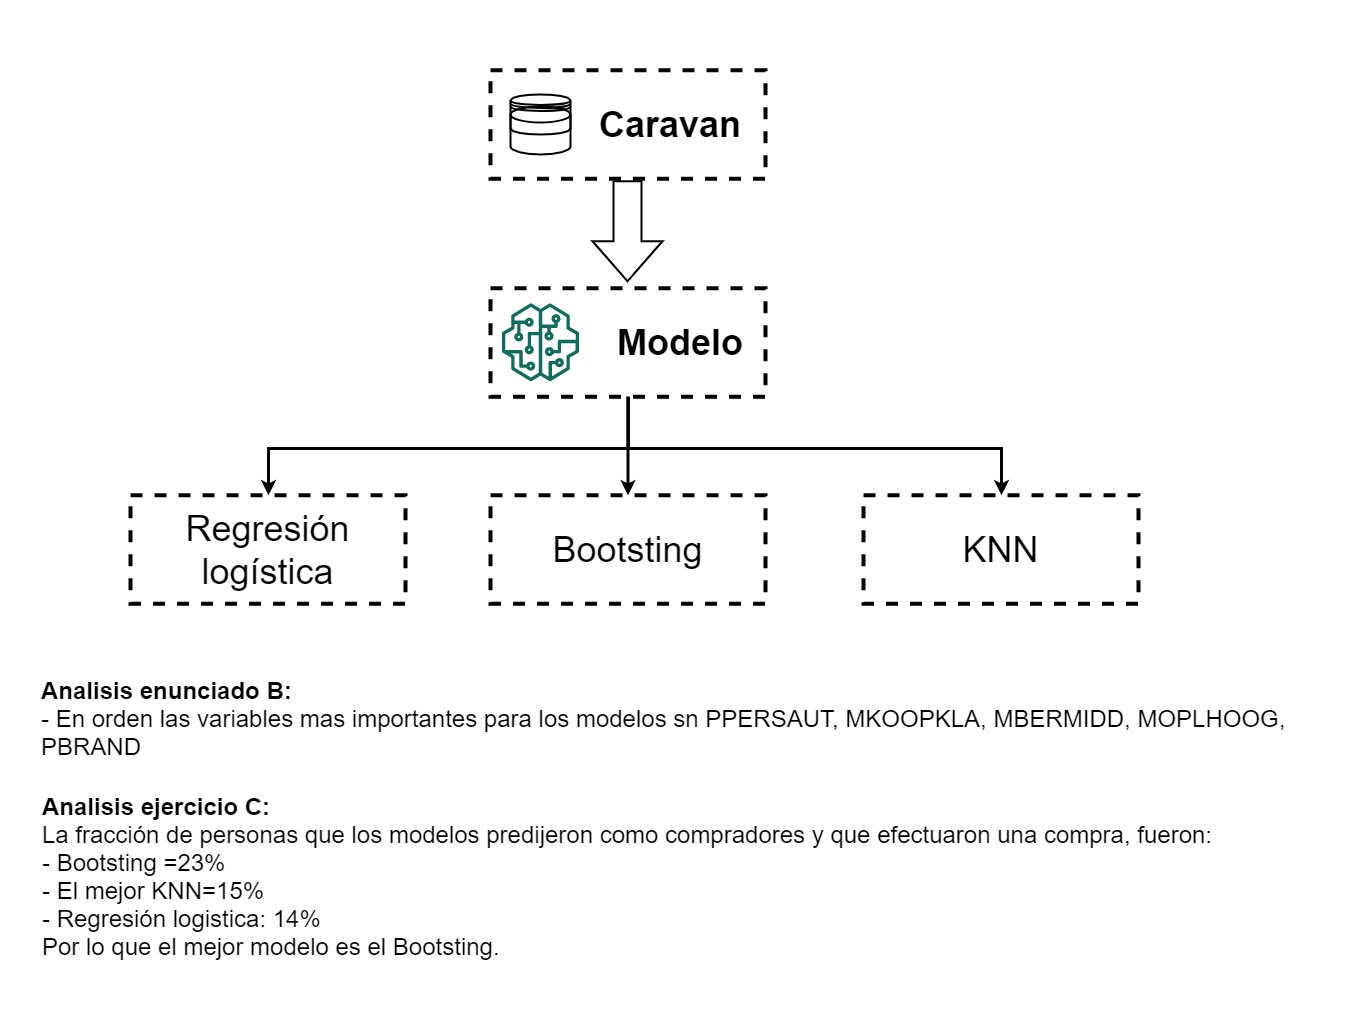 Caravan
Modelo
Regresión
logística
Bootsting
KNN
Analisis enunciado B:
- En orden las variables mas importantes para los modelos sn PPERSAUT, MKOOPKLA, MBERMIDD, MOPLHOOG,
PBRAND
Analisis ejercicio C:
La fracción de personas que los modelos predijeron como compradores y que efectuaron una compra, fueron:
- Bootsting =23%
- El mejor KNN=15%
- Regresión logistica: 14%
Por lo que el mejor modelo es el Bootsting.